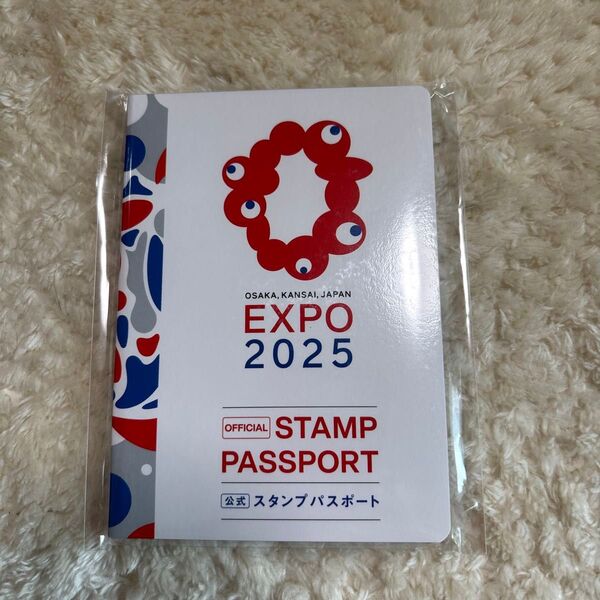 OSAKA, KANSAI, JAPAN
EXPO
2025
OFFICIAL STAMP
PASSPORT
公式 スタンプパスポート